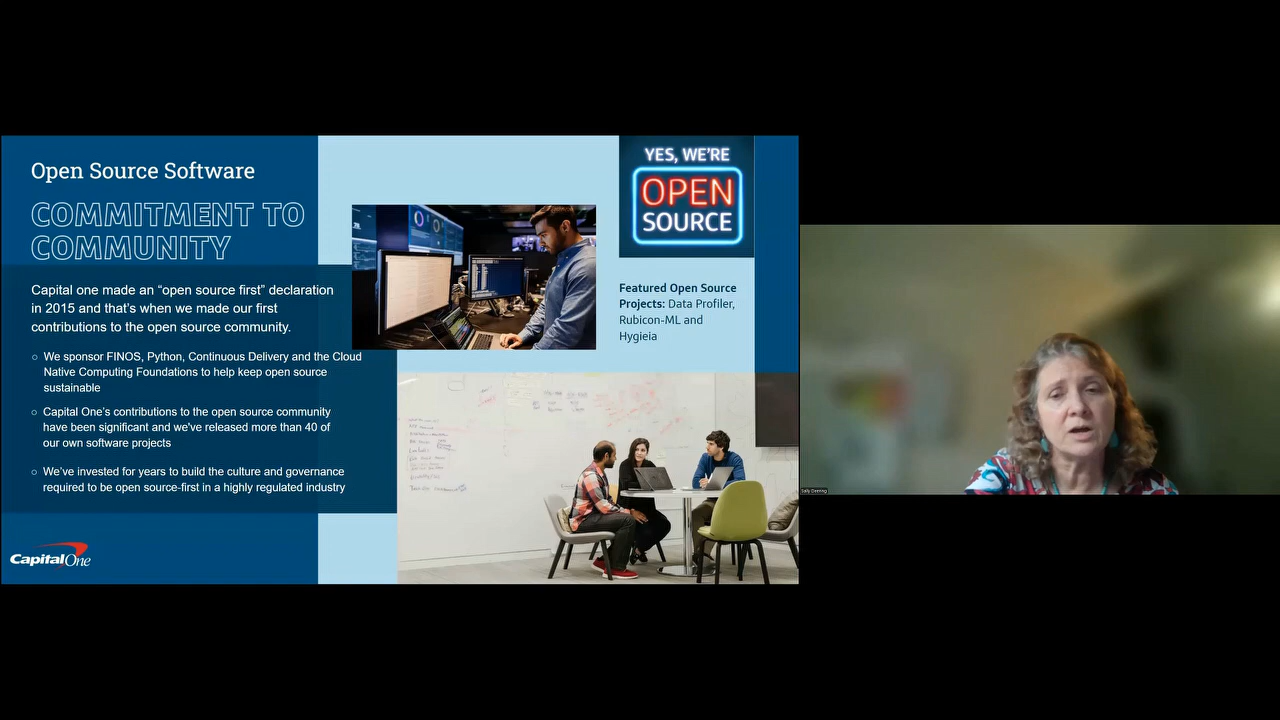 Open Source Software
COMMITMENT TO
COMMUNITY
Capital one made an “open source first” declaration
in 2015 and that’s when we made our first
contributions to the open source community.
○ We sponsor FINOS, Python, Continuous Delivery and the Cloud
Native Computing Foundations to help keep open source
sustainable
○ Capital One’s contributions to the open source community
have been significant and we've released more than 40 of
our own software projects
○ We’ve invested for years to build the culture and governance
required to be open source-first in a highly regulated industry
Capital One
YES, WE’RE
OPEN
SOURCE
Featured Open Source
Projects: Data Profiler,
Rubicon-ML and
Hygieia
Sally Deering